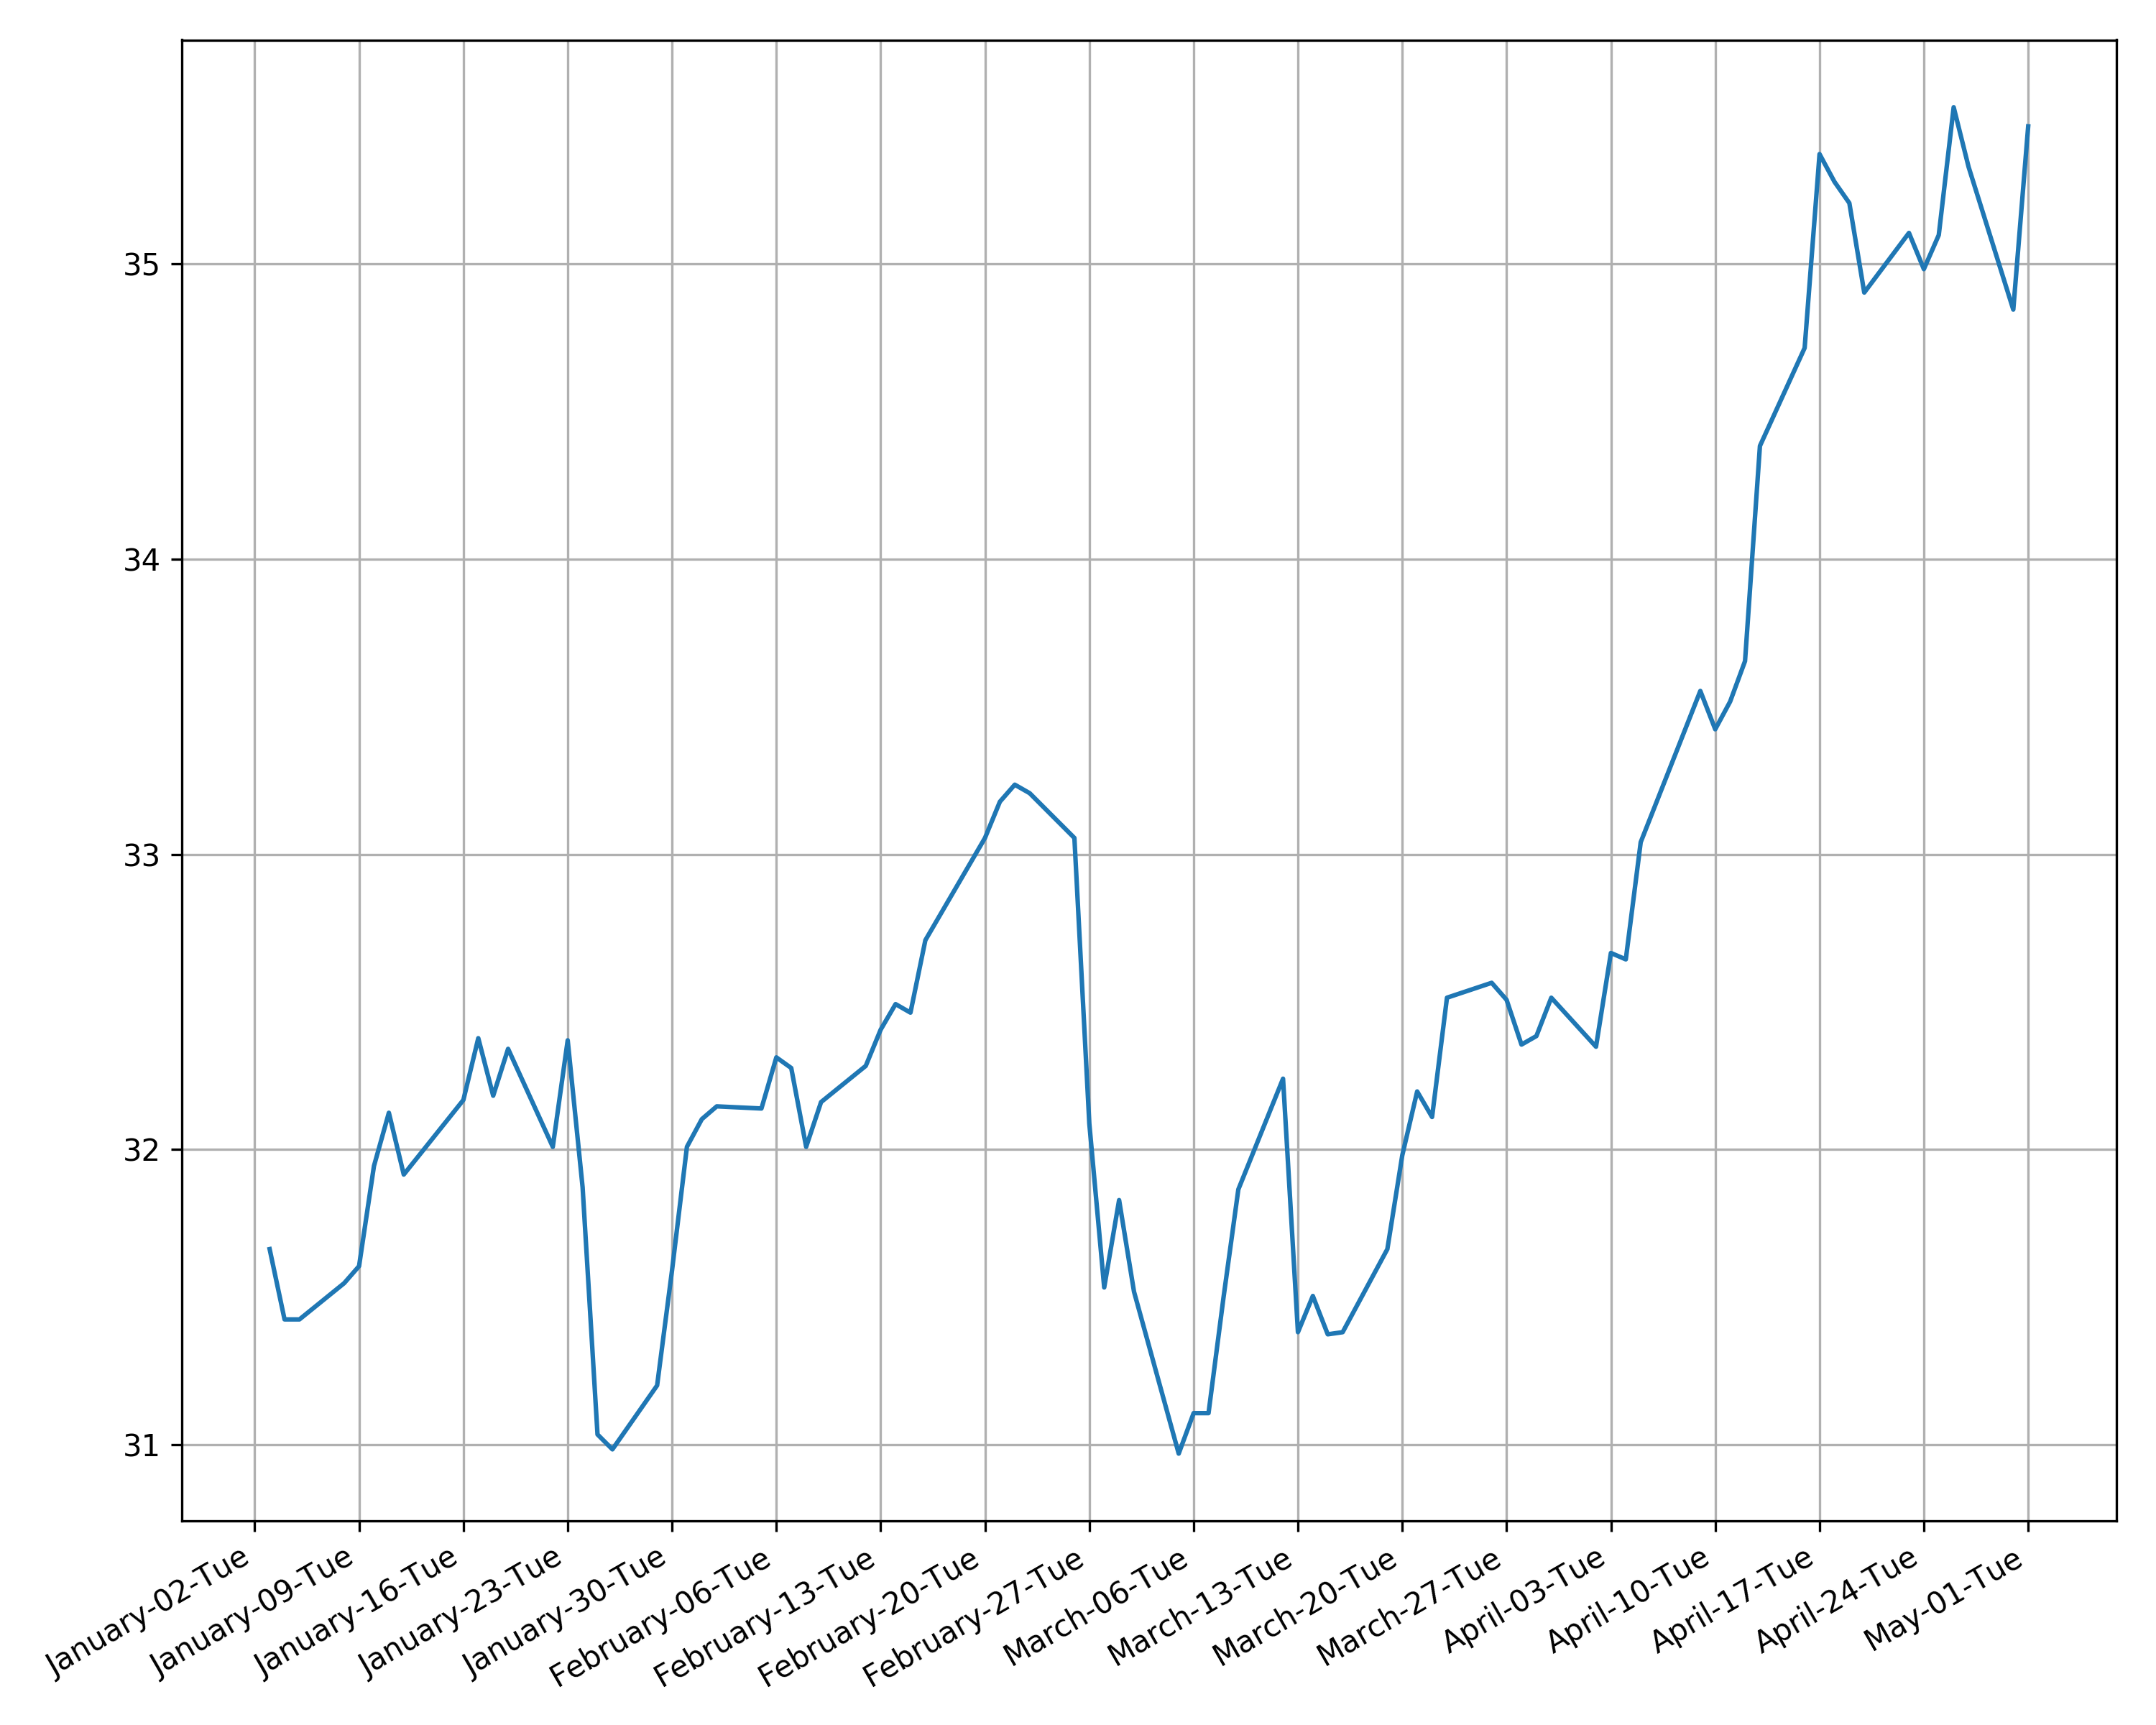 35
34
33
32
31
January-02-Tue
January-09-Tue
January-16-Tue
January-23-Tue
January-30-Tue
February-06-Tue
February-13-Tue
February-20-Tue
February-27-Tue
March-06-Tue
March-13-Tue
March-20-Tue
March-27-Tue
April-03-Tue
April-10-Tue
April-17-Tue
April-24-Tue
May-01-Tue